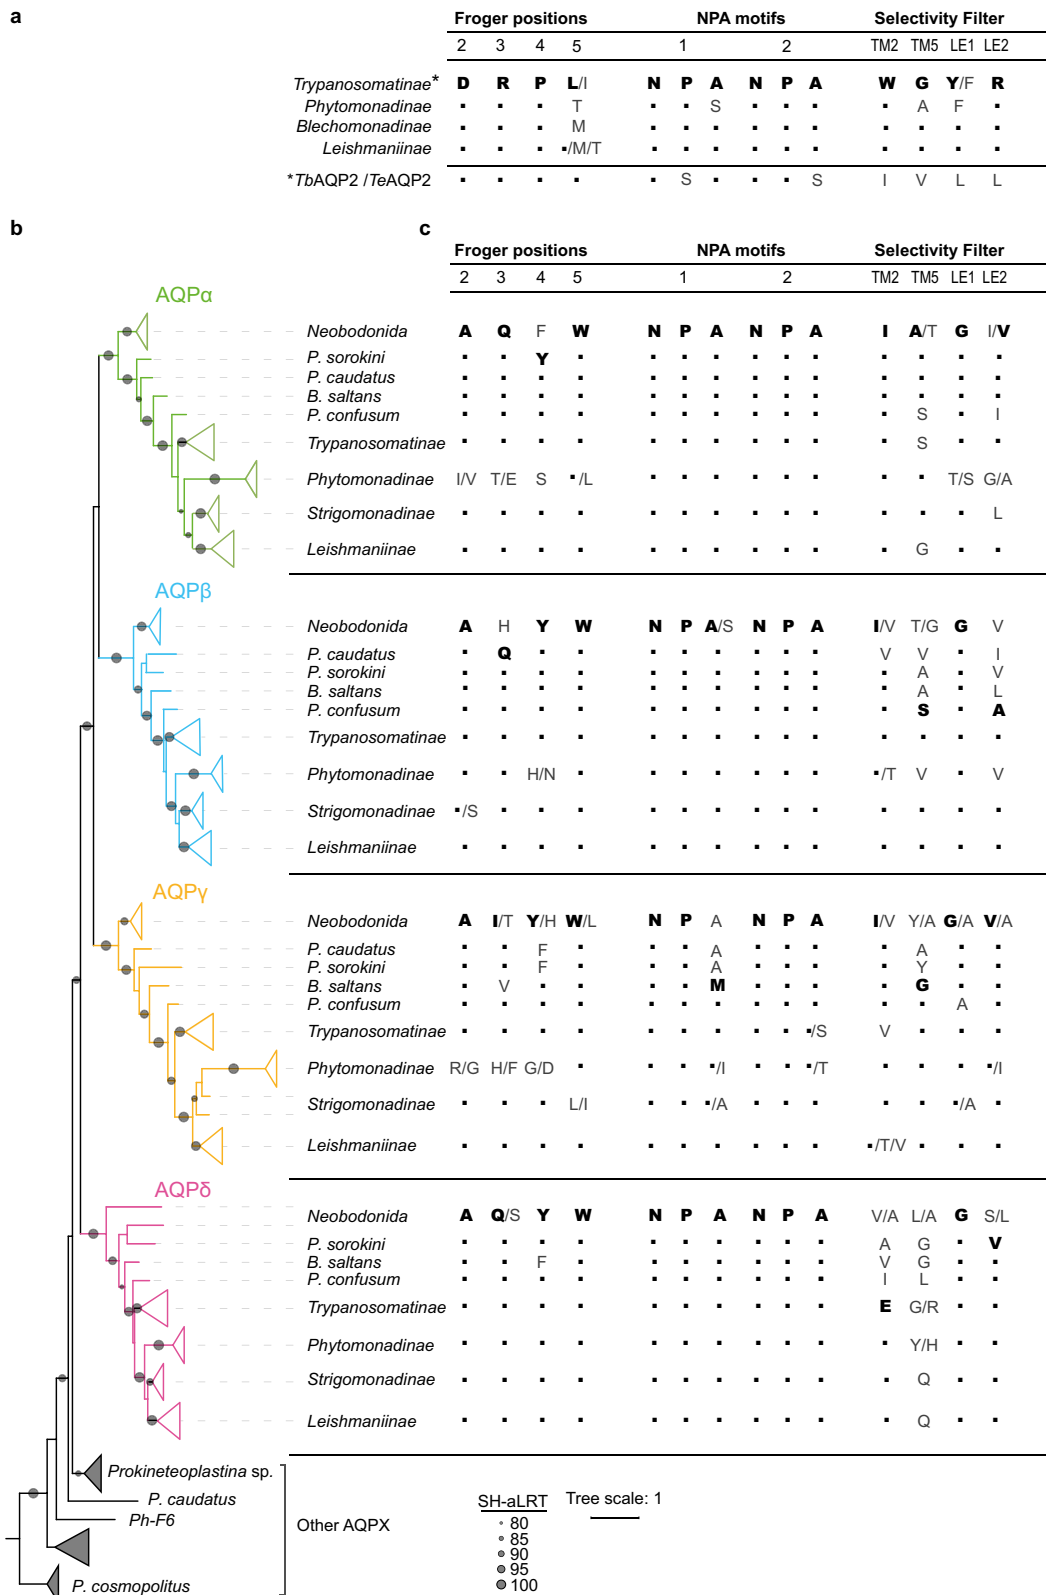 a
Froger positions NPA motifs Selectivity Filter
2 3 4 5 1 2 TM2 TM5 LE1 LE2
Trypanosomatinae* D R P L/I N P A N P A W G Y/F R
Phytomonadinae ▪ ▪ ▪ T ▪ ▪ S ▪ ▪ ▪ ▪ A F ▪
Blechomonadinae ▪ ▪ ▪ M ▪ ▪ ▪ ▪ ▪ ▪ ▪ ▪ ▪ ▪
Leishmaniinae ▪ ▪ ▪ ▪/M/T ▪ ▪ ▪ ▪ ▪ ▪ ▪ ▪ ▪ ▪
*TbAQP2 /TeAQP2 ▪ ▪ ▪ ▪ ▪ S ▪ ▪ ▪ S I V L L
b c
Froger positions NPA motifs Selectivity Filter
2 3 4 5 1 2 TM2 TM5 LE1 LE2
AQPα
Neobodonida A Q F W N P A N P A I A/T G I/V
P. sorokini ▪ ▪ Y ▪ ▪ ▪ ▪ ▪ ▪ ▪ ▪ ▪ ▪ ▪
P. caudatus ▪ ▪ ▪ ▪ ▪ ▪ ▪ ▪ ▪ ▪ ▪ ▪ ▪ ▪
B. saltans ▪ ▪ ▪ ▪ ▪ ▪ ▪ ▪ ▪ ▪ ▪ ▪ ▪ ▪
P. confusum ▪ ▪ ▪ ▪ ▪ ▪ ▪ ▪ ▪ ▪ ▪ S ▪ I
Trypanosomatinae ▪ ▪ ▪ ▪ ▪ ▪ ▪ ▪ ▪ ▪ ▪ S ▪ ▪
Phytomonadinae I/V T/E S ▪/L ▪ ▪ ▪ ▪ ▪ ▪ ▪ ▪ T/S G/A
Strigomonadinae ▪ ▪ ▪ ▪ ▪ ▪ ▪ ▪ ▪ ▪ ▪ ▪ ▪ L
Leishmaniinae ▪ ▪ ▪ ▪ ▪ ▪ ▪ ▪ ▪ ▪ ▪ G ▪ ▪
AQPβ
Neobodonida A H Y W N P A/S N P A I/V T/G G V
P. caudatus ▪ Q ▪ ▪ ▪ ▪ ▪ ▪ ▪ ▪ V V ▪ I
P. sorokini ▪ ▪ ▪ ▪ ▪ ▪ ▪ ▪ ▪ ▪ ▪ A ▪ V
B. saltans ▪ ▪ ▪ ▪ ▪ ▪ ▪ ▪ ▪ ▪ ▪ A ▪ L
P. confusum ▪ ▪ ▪ ▪ ▪ ▪ ▪ ▪ ▪ ▪ ▪ S ▪ A
Trypanosomatinae ▪ ▪ ▪ ▪ ▪ ▪ ▪ ▪ ▪ ▪ ▪ ▪ ▪ ▪
Phytomonadinae ▪ ▪ H/N ▪ ▪ ▪ ▪ ▪ ▪ ▪ ▪/T V ▪ V
Strigomonadinae ▪/S ▪ ▪ ▪ ▪ ▪ ▪ ▪ ▪ ▪ ▪ ▪ ▪ ▪
Leishmaniinae ▪ ▪ ▪ ▪ ▪ ▪ ▪ ▪ ▪ ▪ ▪ ▪ ▪ ▪
AQPγ
Neobodonida A I/T Y/H W/L N P A N P A I/V Y/A G/A V/A
P. caudatus ▪ ▪ F ▪ ▪ ▪ A ▪ ▪ ▪ ▪ A ▪ ▪
P. sorokini ▪ ▪ F ▪ ▪ ▪ A ▪ ▪ ▪ ▪ Y ▪ ▪
B. saltans ▪ V ▪ ▪ ▪ ▪ M ▪ ▪ ▪ ▪ G ▪ ▪
P. confusum ▪ ▪ ▪ ▪ ▪ ▪ ▪ ▪ ▪ ▪ ▪ ▪ A ▪
Trypanosomatinae ▪ ▪ ▪ ▪ ▪ ▪ ▪ ▪ ▪ ▪/S V ▪ ▪ ▪
Phytomonadinae R/G H/F G/D ▪ ▪ ▪ ▪/I ▪ ▪ ▪/T ▪ ▪ ▪ ▪/I
Strigomonadinae ▪ ▪ ▪ L/I ▪ ▪ ▪/A ▪ ▪ ▪ ▪ ▪ ▪/A ▪
Leishmaniinae ▪ ▪ ▪ ▪ ▪ ▪ ▪ ▪ ▪ ▪ ▪/T/V ▪ ▪ ▪
AQPδ
Neobodonida A Q/S Y W N P A N P A V/A L/A G S/L
P. sorokini ▪ ▪ ▪ ▪ ▪ ▪ ▪ ▪ ▪ ▪ A G ▪ V
B. saltans ▪ ▪ F ▪ ▪ ▪ ▪ ▪ ▪ ▪ V G ▪ ▪
P. confusum ▪ ▪ ▪ ▪ ▪ ▪ ▪ ▪ ▪ ▪ I L ▪ ▪
Trypanosomatinae ▪ ▪ ▪ ▪ ▪ ▪ ▪ ▪ ▪ ▪ E G/R ▪ ▪
Phytomonadinae ▪ ▪ ▪ ▪ ▪ ▪ ▪ ▪ ▪ ▪ ▪ Y/H ▪ ▪
Strigomonadinae ▪ ▪ ▪ ▪ ▪ ▪ ▪ ▪ ▪ ▪ ▪ Q ▪ ▪
Leishmaniinae ▪ ▪ ▪ ▪ ▪ ▪ ▪ ▪ ▪ ▪ ▪ Q ▪ ▪
Prokineteoplastina sp.
P. caudatus
Ph-F6
P. cosmopolitus
Other AQPX
SH-aLRT
80
85
90
95
100
Tree scale: 1